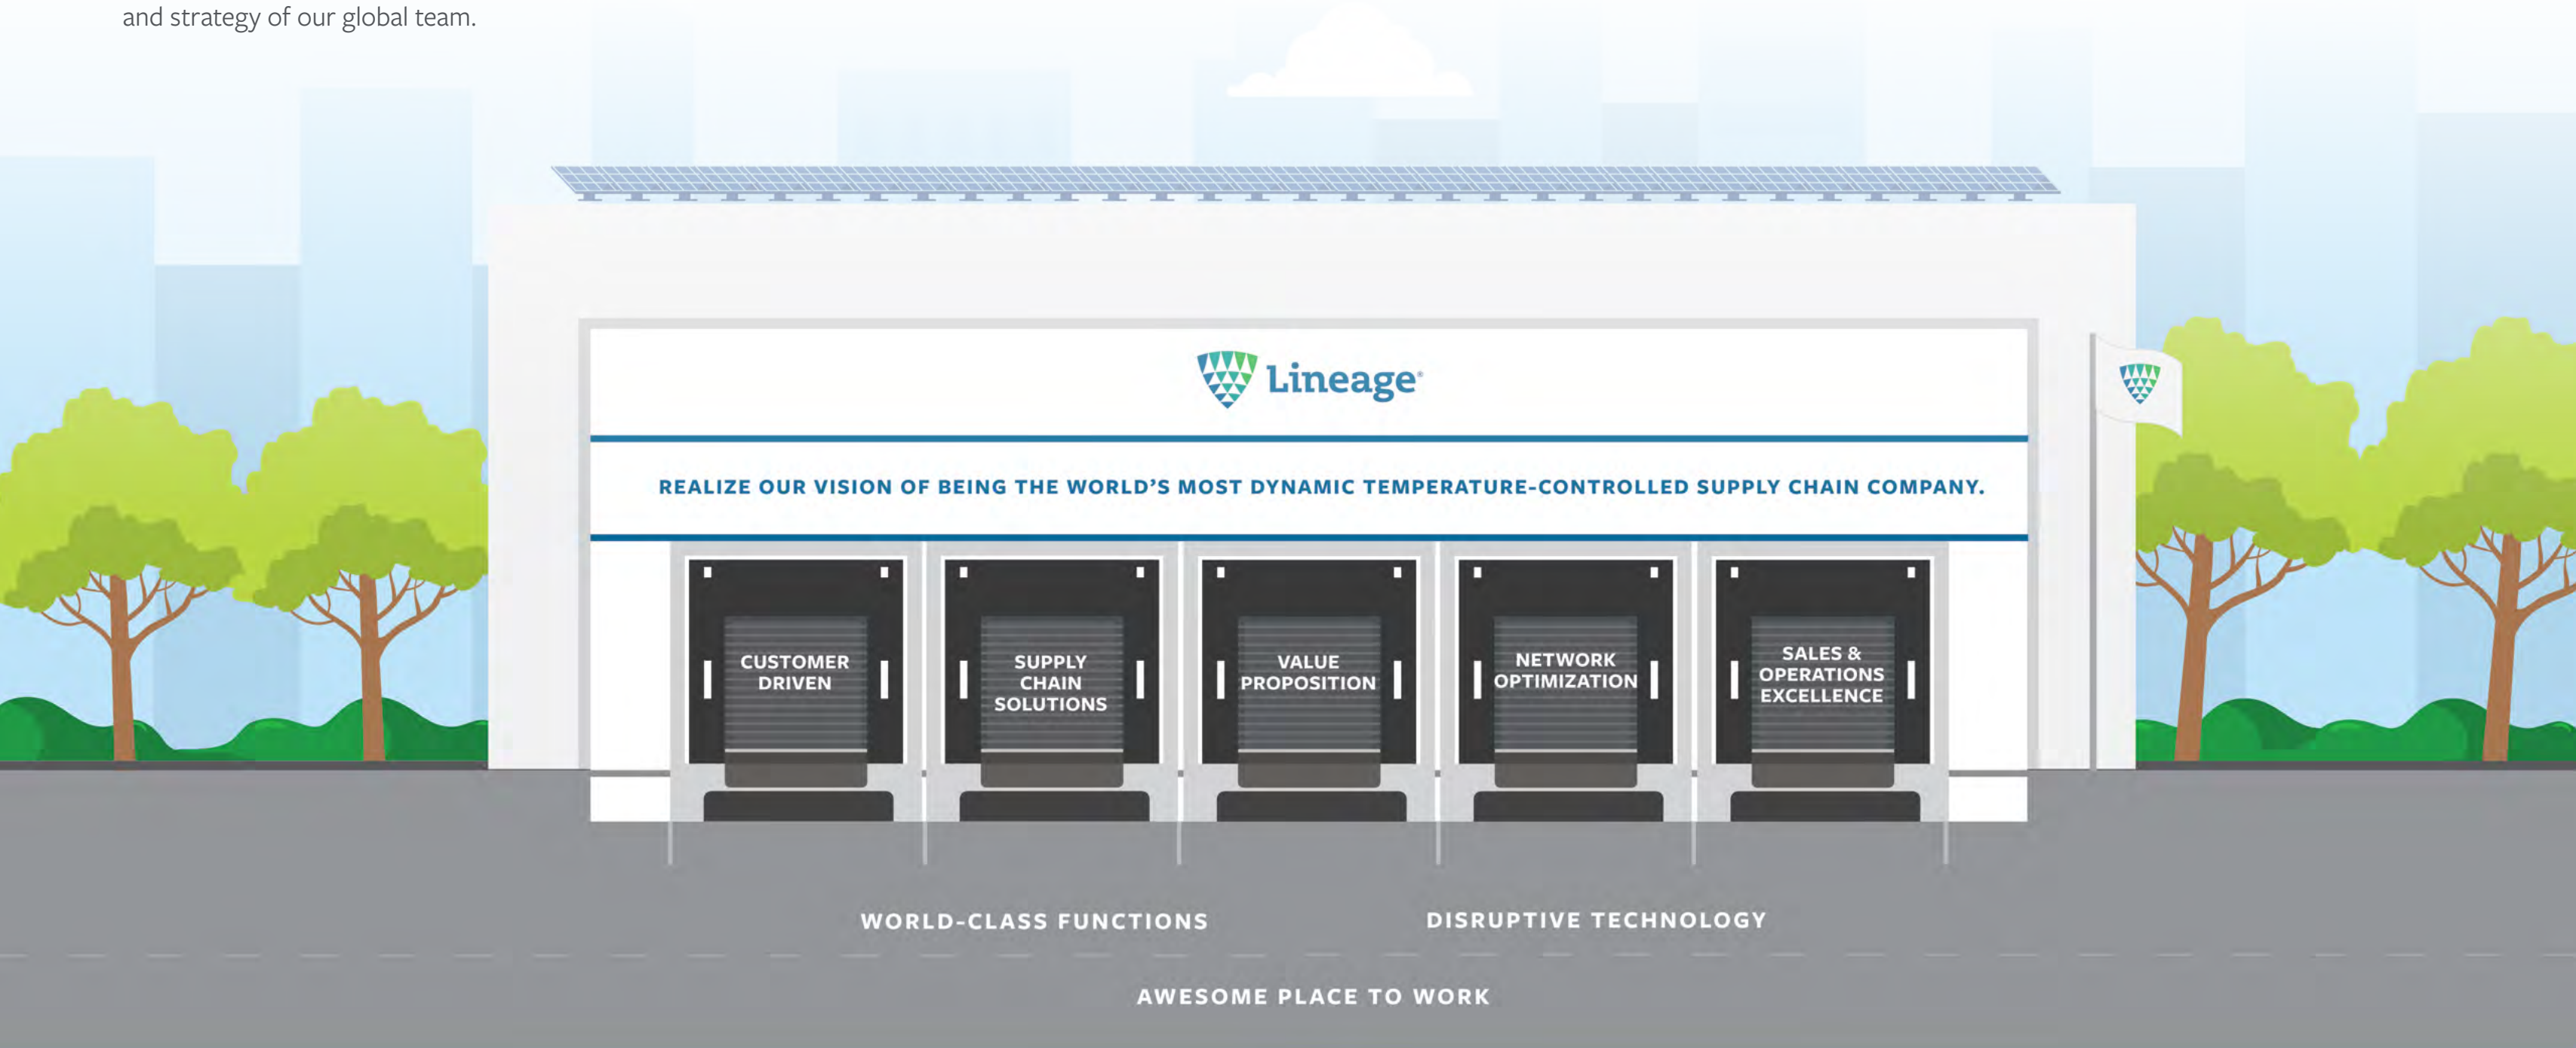 and strategy of our global team.
Lineage®
REALIZE OUR VISION OF BEING THE WORLD’S MOST DYNAMIC TEMPERATURE-CONTROLLED SUPPLY CHAIN COMPANY.
CUSTOMER
DRIVEN
SUPPLY
CHAIN
SOLUTIONS
VALUE
PROPOSITION
NETWORK
OPTIMIZATION
SALES &
OPERATIONS
EXCELLENCE
WORLD-CLASS FUNCTIONS
DISRUPTIVE TECHNOLOGY
AWESOME PLACE TO WORK